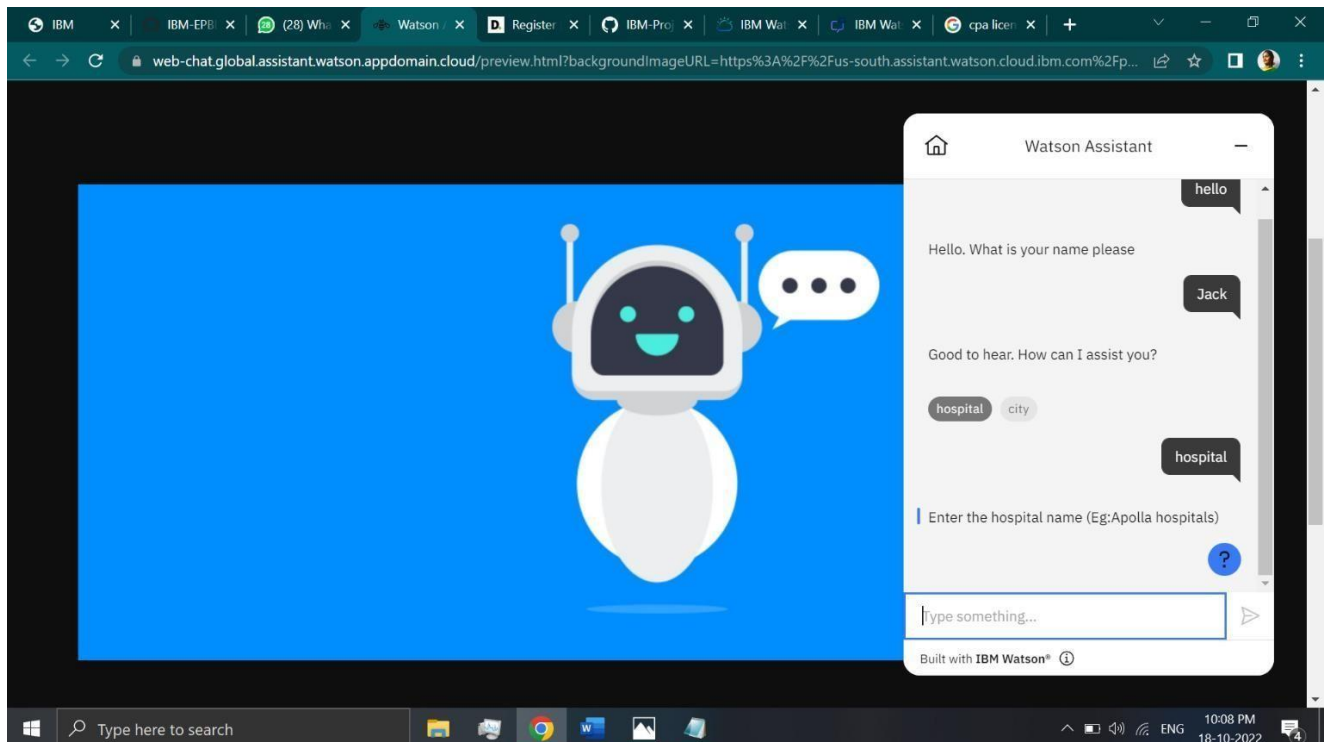 IBM
IBM-EPB
(28) Wha
Watson
D. Register
IBM-Proj
IBM Wat
IBM Wat
cpa licen
web-chat.global.assistant.watson.appdomain.cloud/preview.html?backgroundImageURL=https%3A%2F%2Fus-south.assistant.watson.cloud.ibm.com%2Fp...
Watson Assistant
hello
Hello. What is your name please
Jack
Good to hear. How can I assist you?
hospital city
hospital
Enter the hospital name (Eg:Apolla hospitals)
?
Type something...
Built with IBM Watson®
Type here to search
ENG
10:08 PM
18-10-2022
4